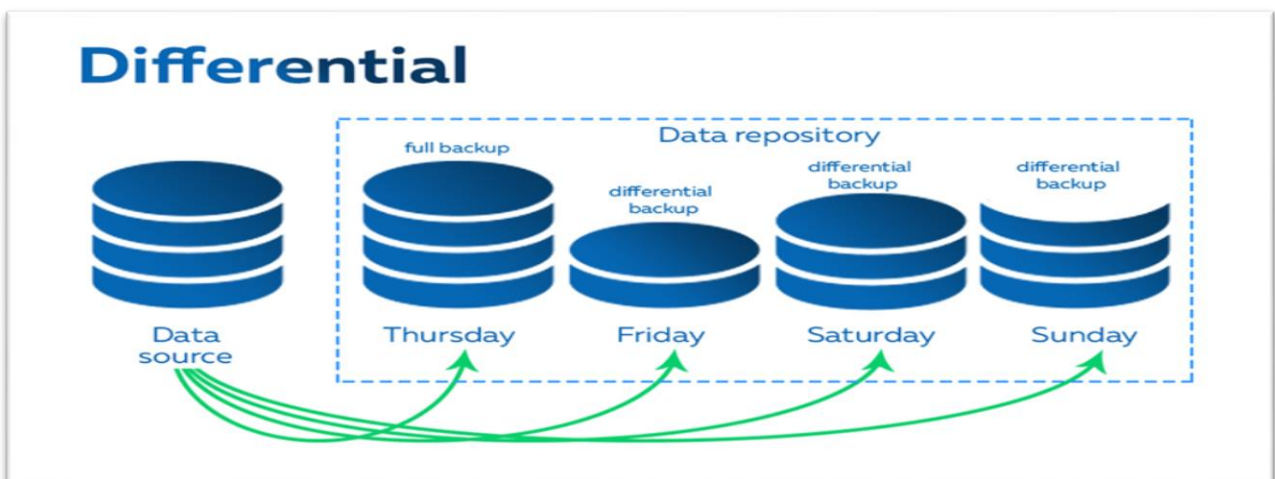 Differential
Data repository
full backup
differential
backup
differential
backup
differential
backup
Data
source
Thursday
Friday
Saturday
Sunday